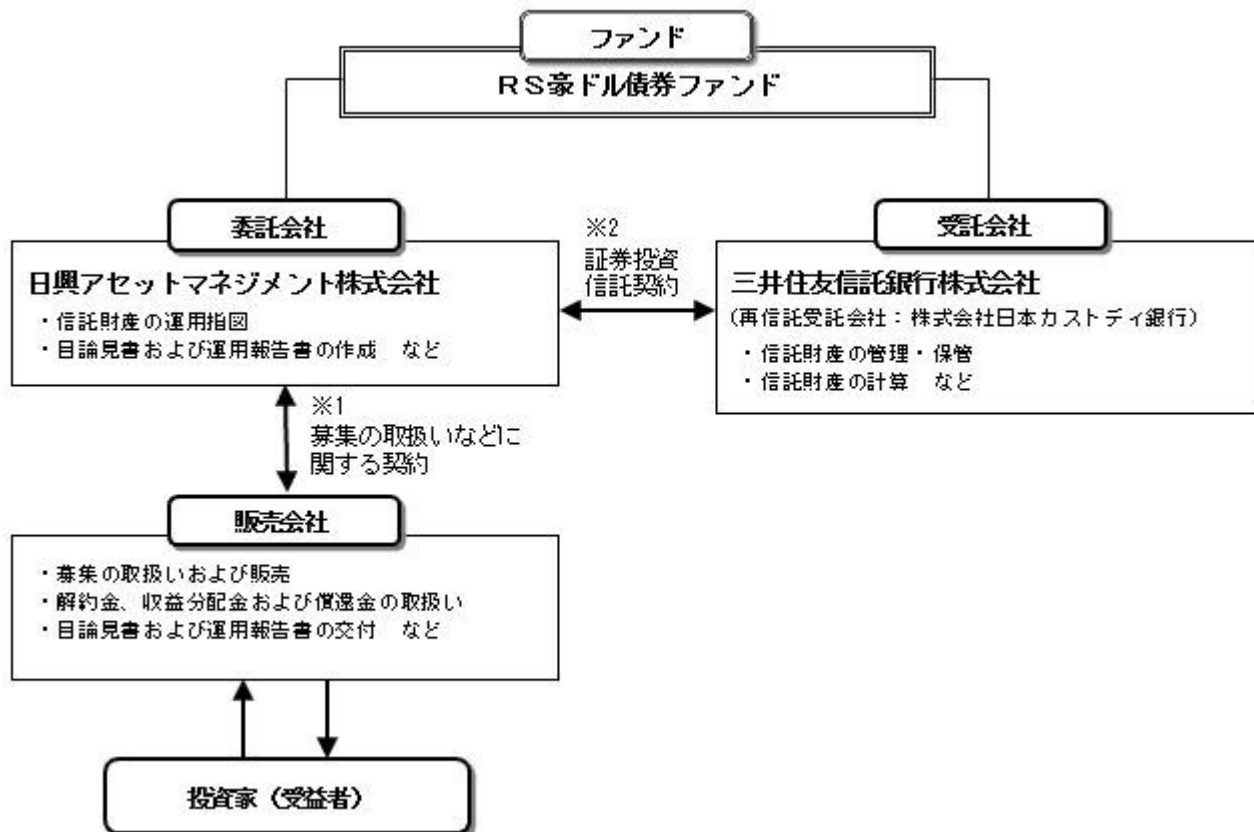 ファンド
RS豪ドル債券ファンド
委託会社
日興アセットマネジメント株式会社
・信託財産の運用指図
・目論見書および運用報告書の作成 など
※2
証券投資
信託契約
受託会社
三井住友信託銀行株式会社
(再信託受託会社：株式会社日本カストディ銀行)
・信託財産の管理・保管
・信託財産の計算 など
※1
募集の取扱いなどに
関する契約
販売会社
・募集の取扱いおよび販売
・解約金、収益分配金および償還金の取扱い
・目論見書および運用報告書の交付 など
投資家（受益者）